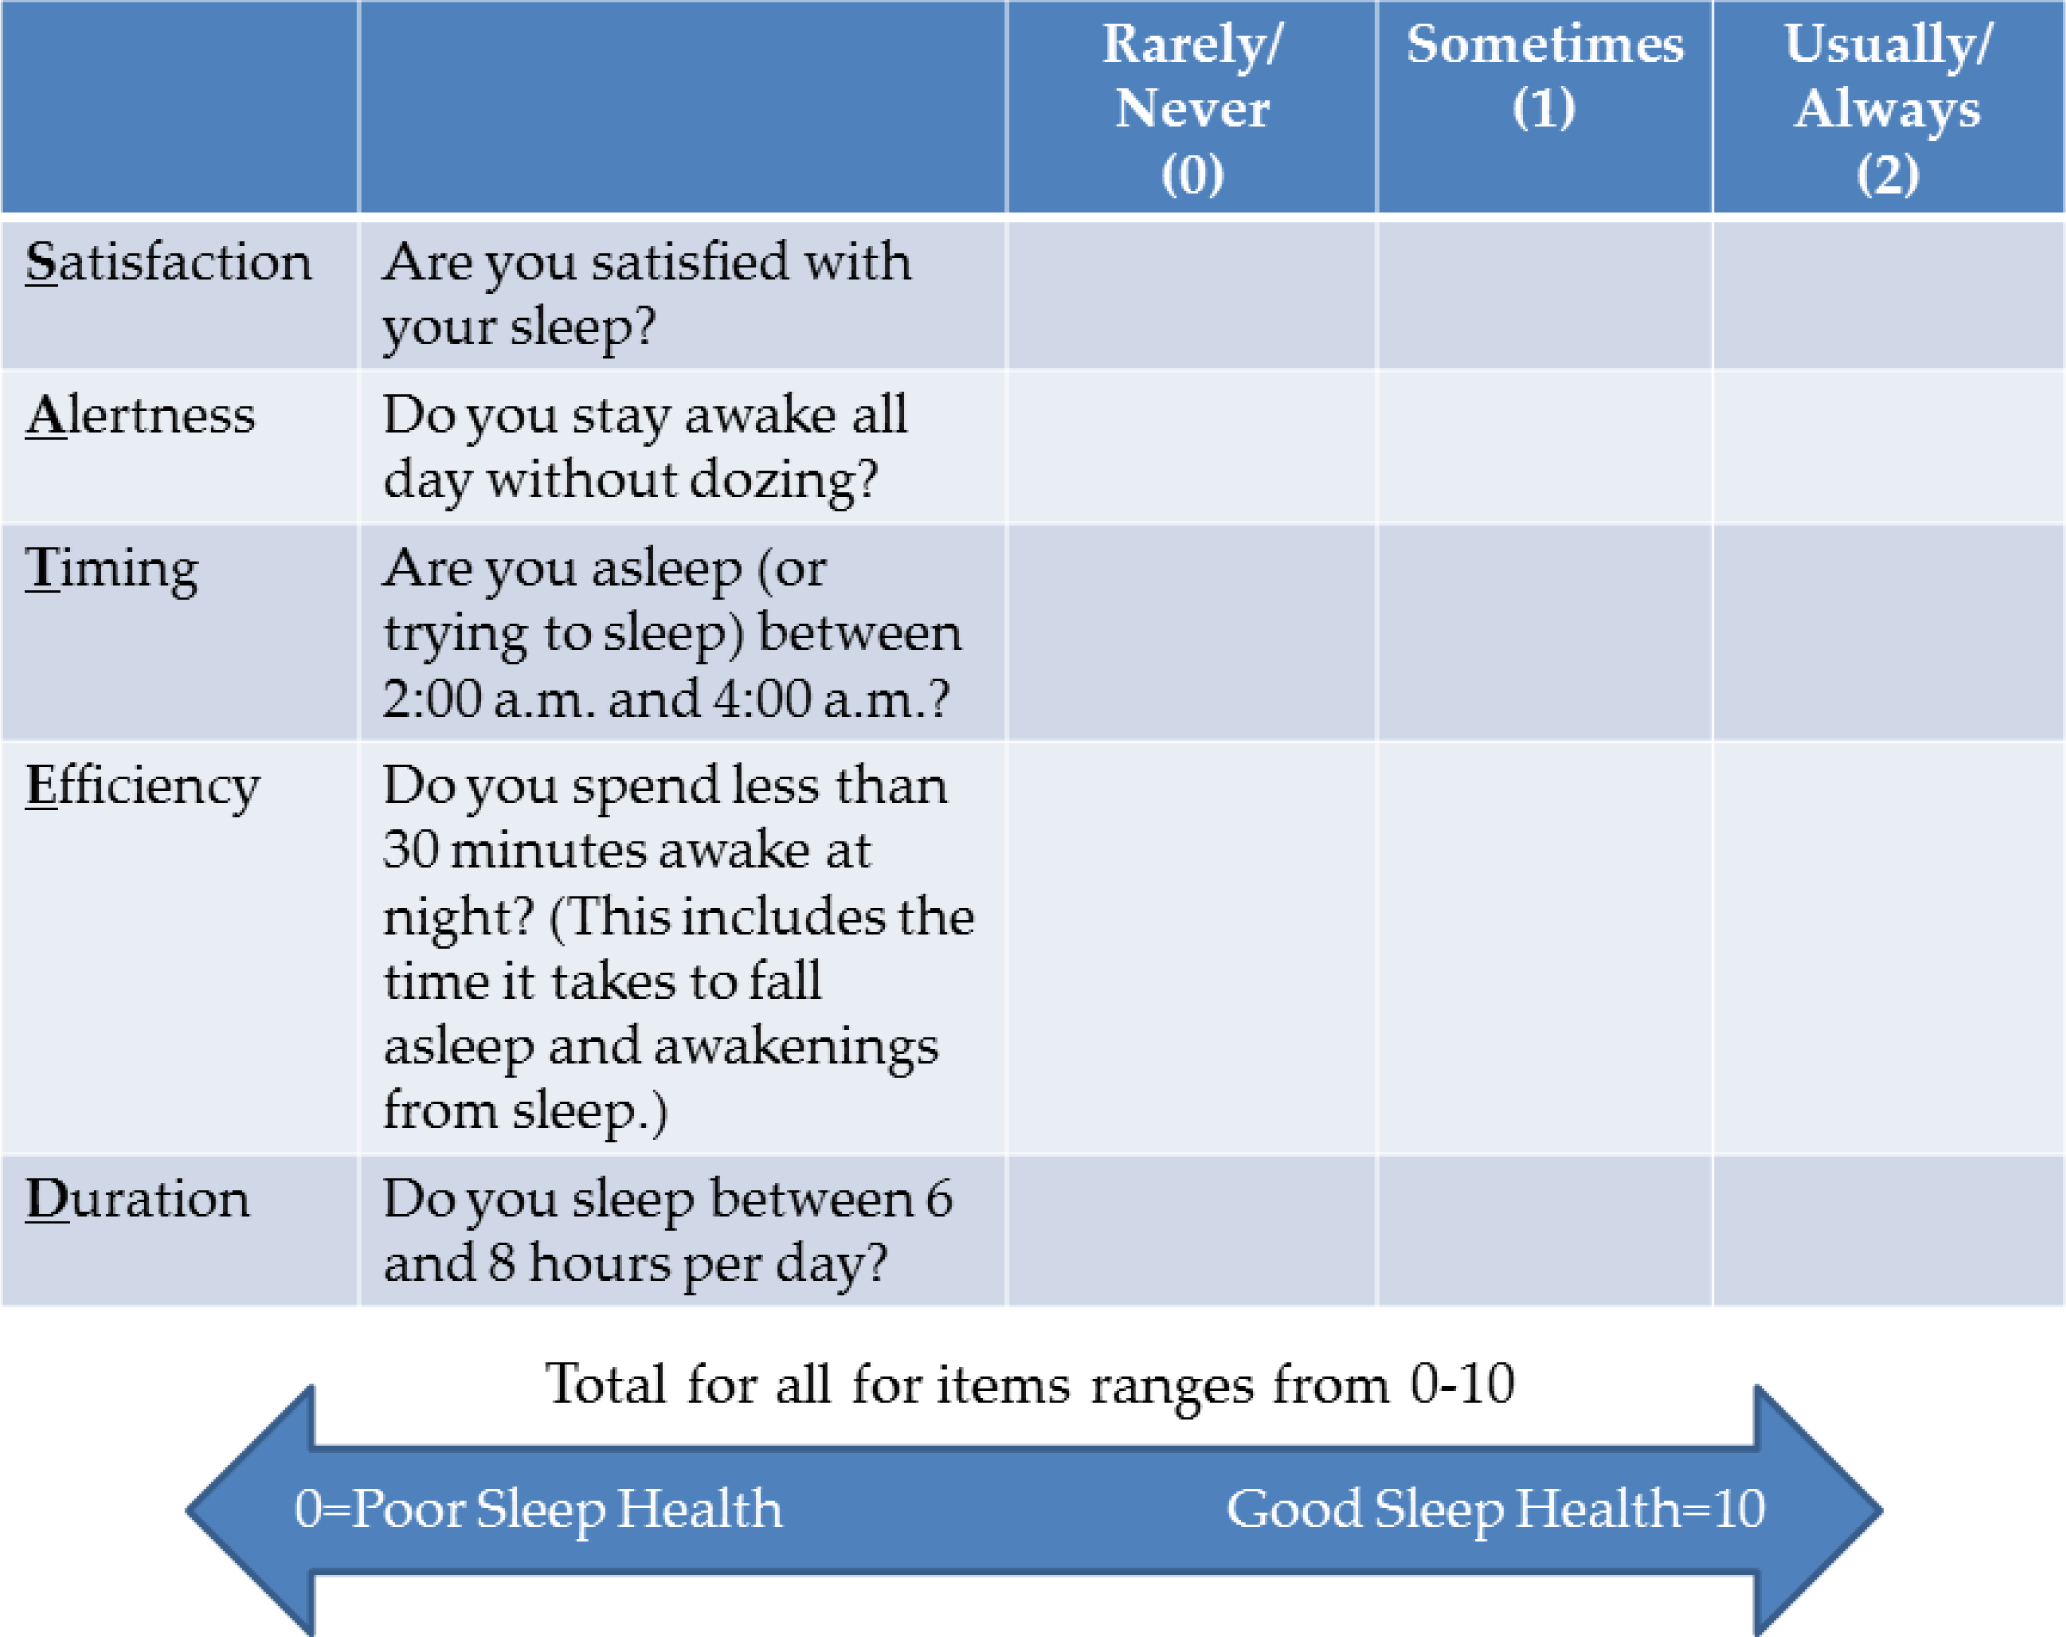 Rarely/
Never
(0)
Sometimes
(1)
Usually/
Always
(2)
Satisfaction
Are you satisfied with
your sleep?
Alertness
Do you stay awake all
day without dozing?
Timing
Are you asleep (or
trying to sleep) between
2:00 a.m. and 4:00 a.m.?
Efficiency
Do you spend less than
30 minutes awake at
night? (This includes the
time it takes to fall
asleep and awakenings
from sleep.)
Duration
Do you sleep between 6
and 8 hours per day?
Total for all for items ranges from 0-10
0=Poor Sleep Health
Good Sleep Health=10